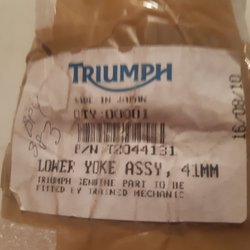 TRIUMPH
MADE IN JAPAN
QTY:00001
P/N T2044131
LOWER YOKE ASSY, 41MM
TRIUMPH GENUINE PART TO BE
FITTED BY TRAINED MECHANIC
16/09/10